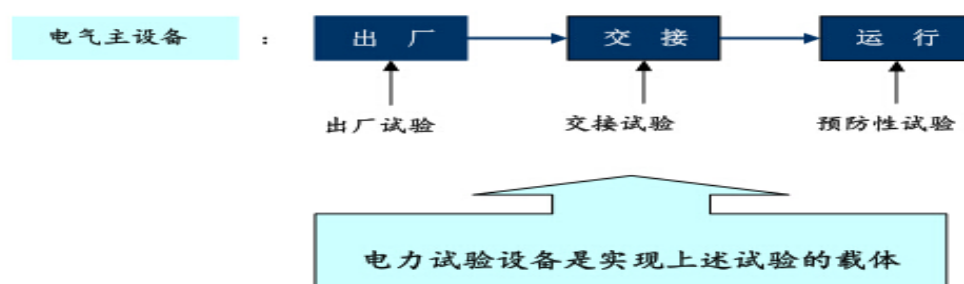 电气主设备 ： 出 厂 交 接 运 行
出厂试验 交接试验 预防性试验
电力试验设备是实现上述试验的载体